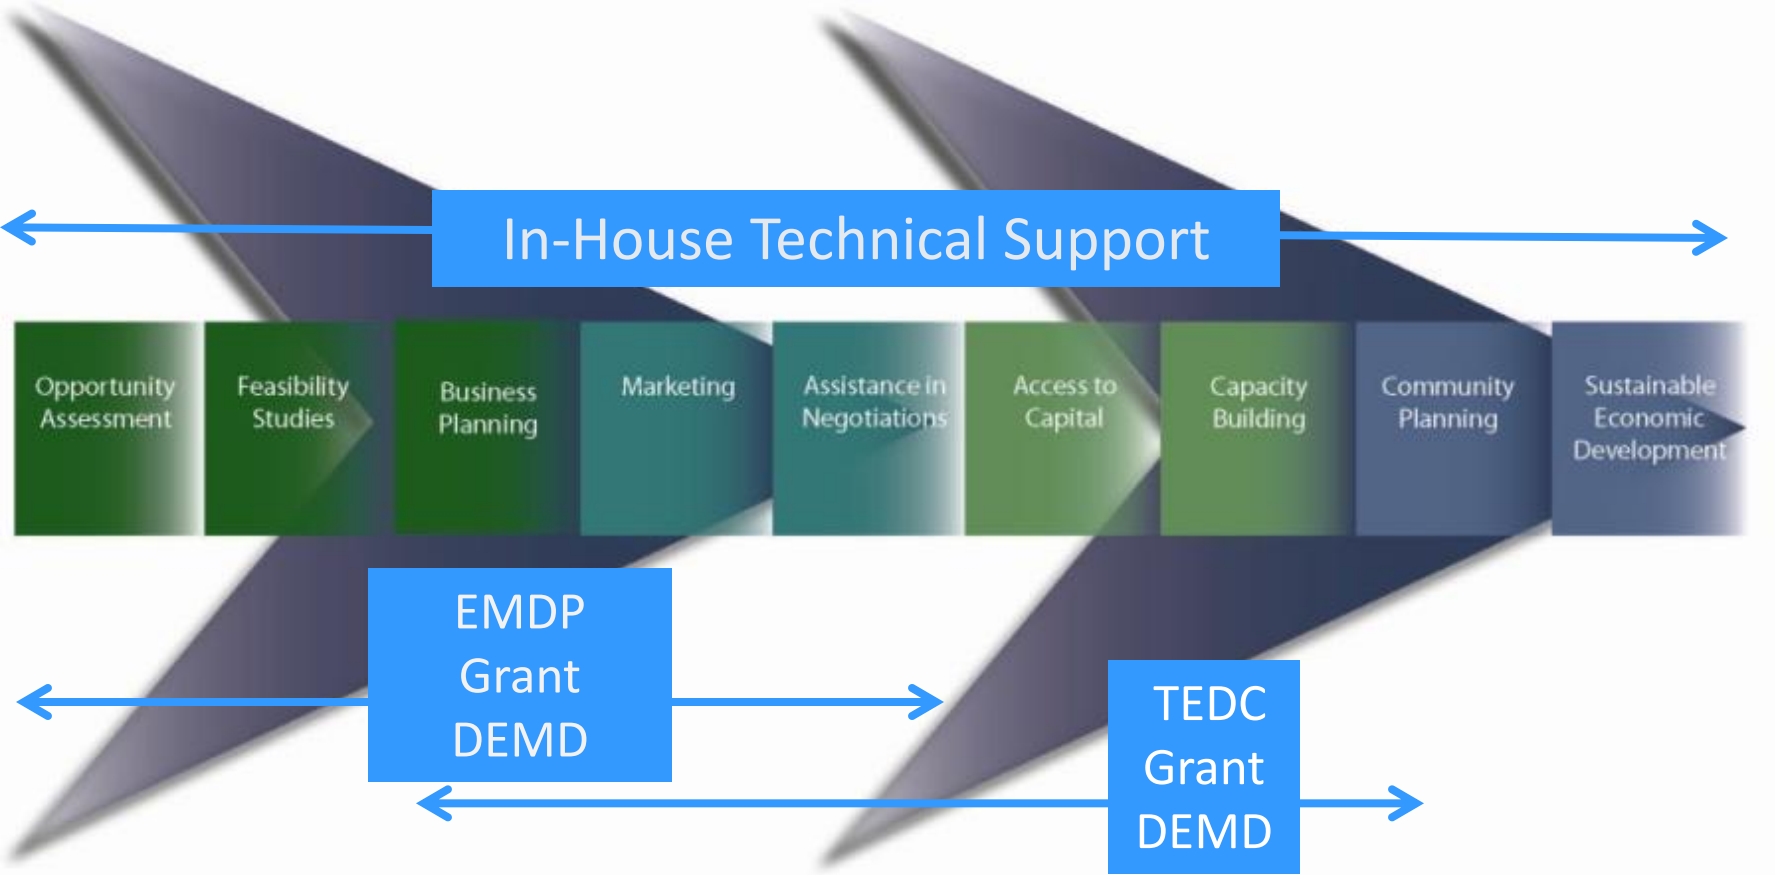 In-House Technical Support
Opportunity
Assessment
Feasibility
Studies
Business
Planning
Marketing
Assistance in
Negotiations
Access to
Capital
Capacity
Building
Community
Planning
Sustainable
Economic
Development
EMDP
Grant
DEMD
TEDC
Grant
DEMD